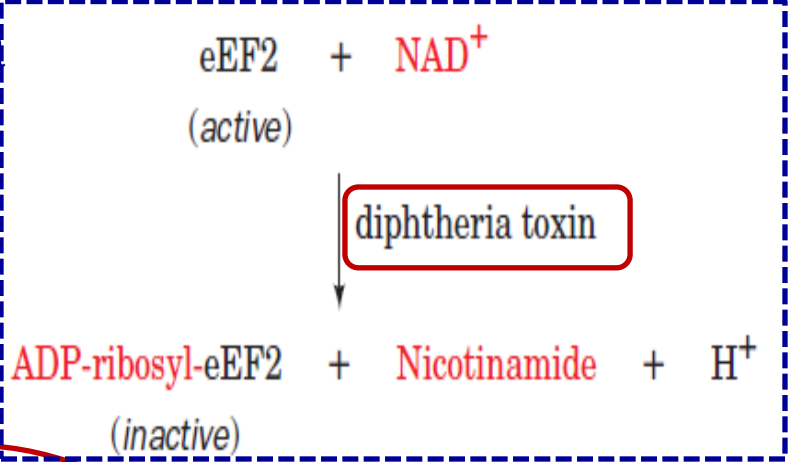 eEF2 + NAD⁺
(active)
diphtheria toxin
ADP-ribosyl-eEF2 + Nicotinamide + H⁺
(inactive)